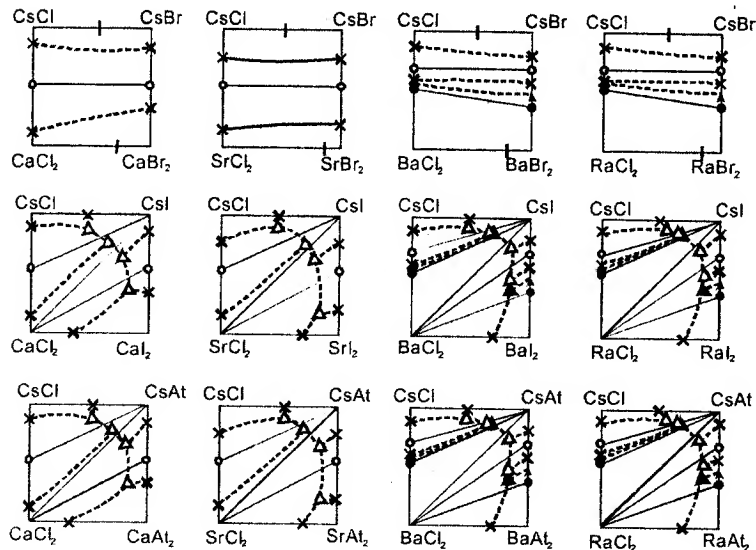 CsCl CsBr CsCl CsBr CsCl CsBr CsCl CsBr
CaCl₂ CaBr₂ SrCl₂ SrBr₂ BaCl₂ BaBr₂ RaCl₂ RaBr₂
CsCl CsI CsCl CsI CsCl CsI CsCl CsI
CaCl₂ CaI₂ SrCl₂ SrI₂ BaCl₂ BaI₂ RaCl₂ RaI₂
CsCl CsAt CsCl CsAt CsCl CsAt CsCl CsAt
CaCl₂ CaAt₂ SrCl₂ SrAt₂ BaCl₂ BaAt₂ RaCl₂ RaAt₂